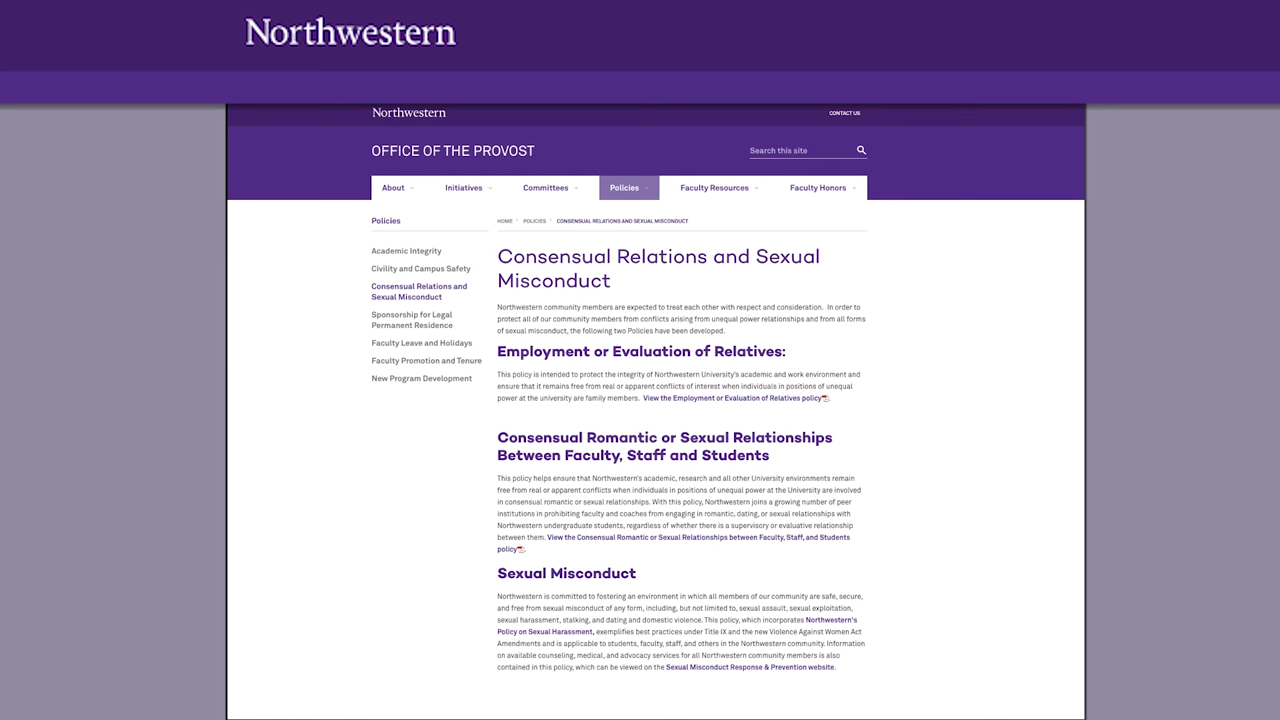 Northwestern
Northwestern
CONTACT US
OFFICE OF THE PROVOST
Search this site
About
Initiatives
Committees
Policies
Faculty Resources
Faculty Honors
Policies
Academic Integrity
Civility and Campus Safety
Consensual Relations and
Sexual Misconduct
Sponsorship for Legal
Permanent Residence
Faculty Leave and Holidays
Faculty Promotion and Tenure
New Program Development
HOME POLICIES CONSENSUAL RELATIONS AND SEXUAL MISCONDUCT
Consensual Relations and Sexual
Misconduct
Northwestern community members are expected to treat each other with respect and consideration. In order to
protect all of our community members from conflicts arising from unequal power relationships and from all forms
of sexual misconduct, the following two Policies have been developed.
Employment or Evaluation of Relatives:
This policy is intended to protect the integrity of Northwestern University's academic and work environment and
ensure that it remains free from real or apparent conflicts of interest when individuals in positions of unequal
power at the university are family members. View the Employment or Evaluation of Relatives policy.
Consensual Romantic or Sexual Relationships
Between Faculty, Staff and Students
This policy helps ensure that Northwestern's academic, research and all other University environments remain
free from real or apparent conflicts when individuals in positions of unequal power at the University are involved
in consensual romantic or sexual relationships. With this policy, Northwestern joins a growing number of peer
institutions in prohibiting faculty and coaches from engaging in romantic, dating, or sexual relationships with
Northwestern undergraduate students, regardless of whether there is a supervisory or evaluative relationship
between them. View the Consensual Romantic or Sexual Relationships between Faculty, Staff, and Students
policy.
Sexual Misconduct
Northwestern is committed to fostering an environment in which all members of our community are safe, secure,
and free from sexual misconduct of any form, including, but not limited to, sexual assault, sexual exploitation,
sexual harassment, stalking, and dating and domestic violence. This policy, which incorporates Northwestern's
Policy on Sexual Harassment, exemplifies best practices under Title IX and the new Violence Against Women Act
Amendments and is applicable to students, faculty, staff, and others in the Northwestern community. Information
on available counseling, medical, and advocacy services for all Northwestern community members is also
contained in this policy, which can be viewed on the Sexual Misconduct Response & Prevention website.